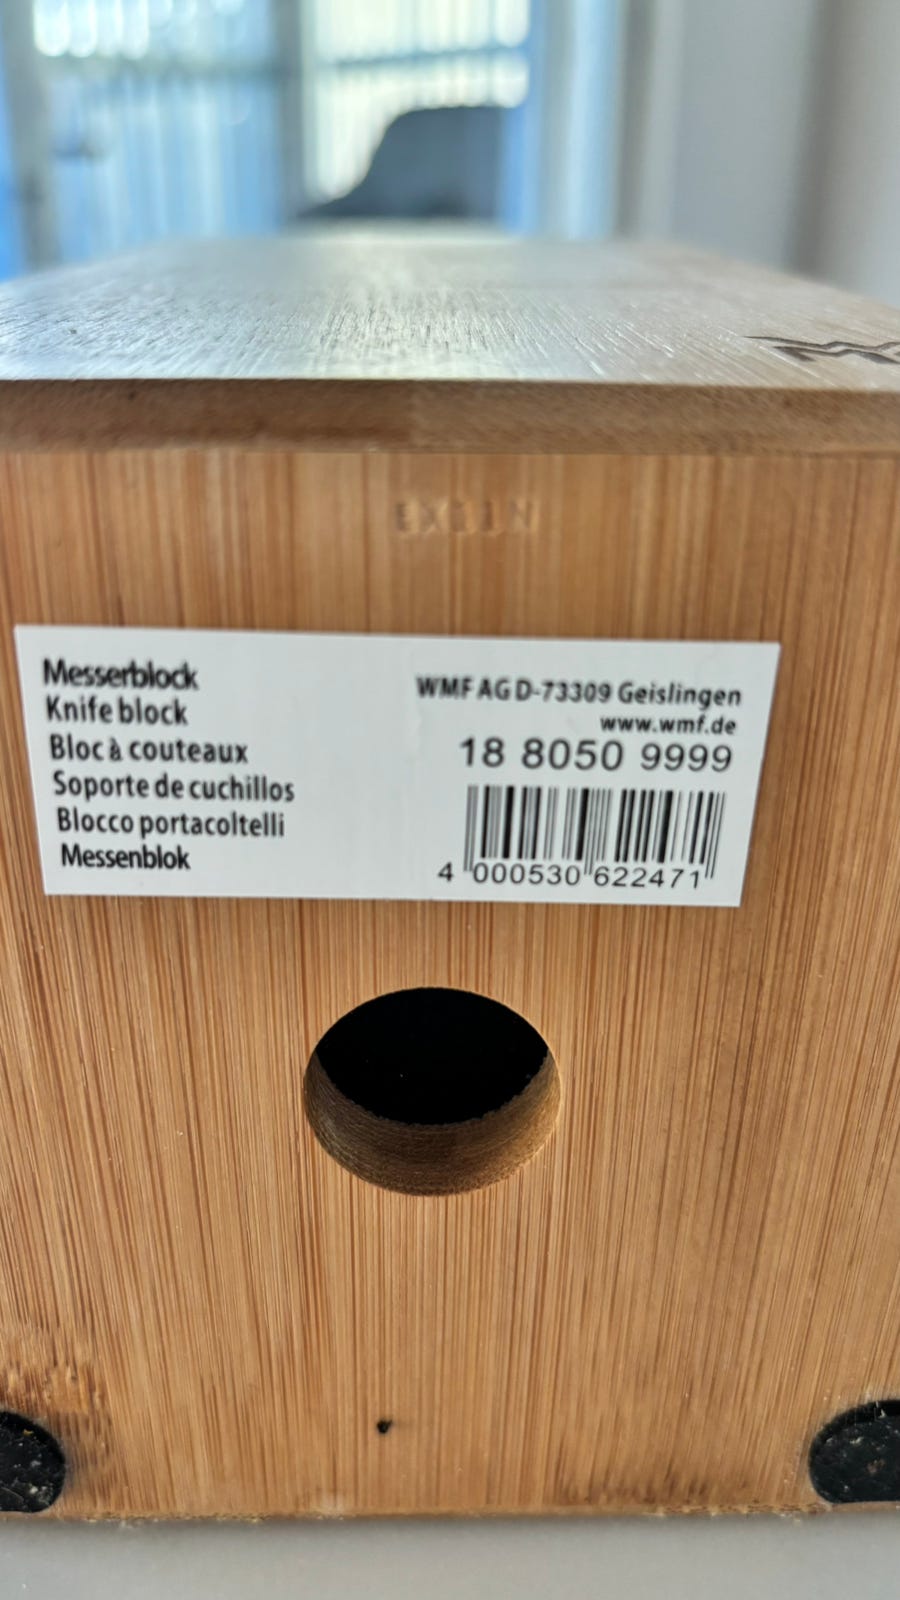 Messerblock
Knife block
Bloc à couteaux
Soporte de cuchillos
Blocco portacoltelli
Messenblok
WMF AG D-73309 Geislingen
www.wmf.de
18 8050 9999
4 000530 622471